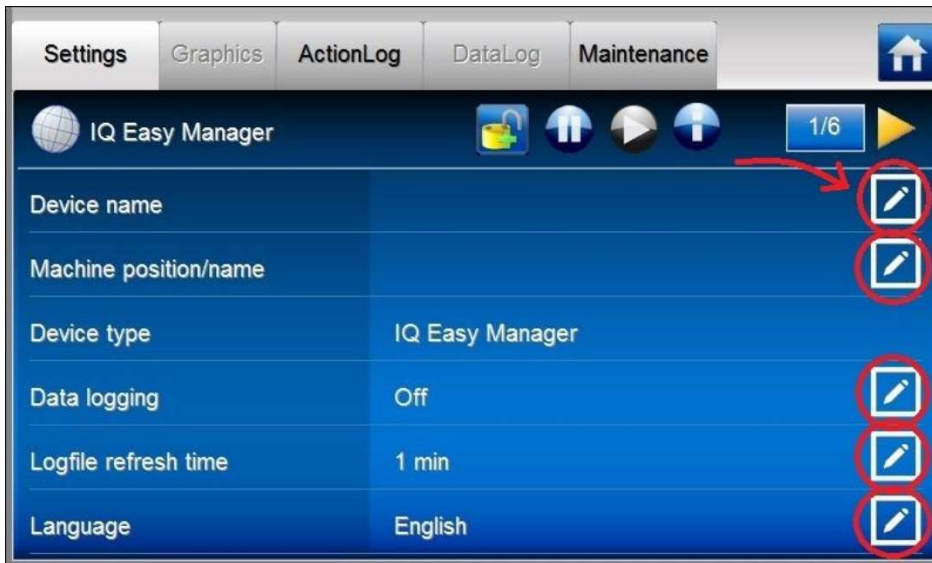 Settings Graphics ActionLog DataLog Maintenance
IQ Easy Manager 1/6
Device name
Machine position/name
Device type IQ Easy Manager
Data logging Off
Logfile refresh time 1 min
Language English